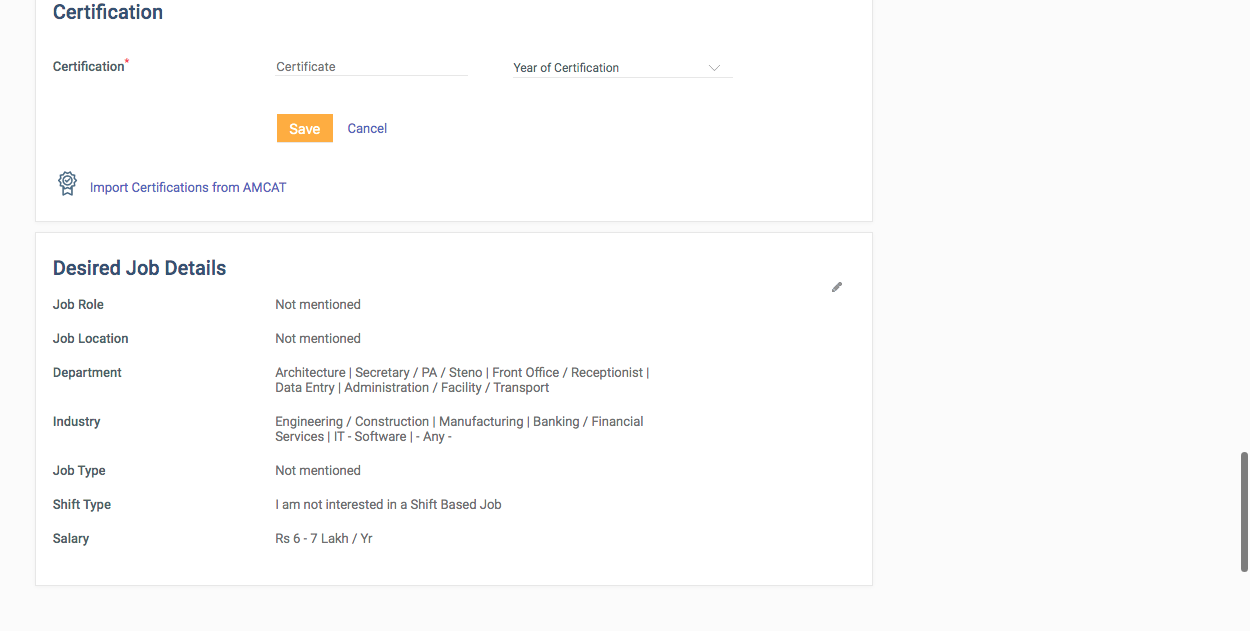 Certification
Certification* Certificate Year of Certification
Save Cancel
Import Certifications from AMCAT
Desired Job Details
Job Role Not mentioned
Job Location Not mentioned
Department Architecture | Secretary / PA / Steno | Front Office / Receptionist |
Data Entry | Administration / Facility / Transport
Industry Engineering / Construction | Manufacturing | Banking / Financial
Services | IT - Software | - Any -
Job Type Not mentioned
Shift Type I am not interested in a Shift Based Job
Salary Rs 6 - 7 Lakh / Yr